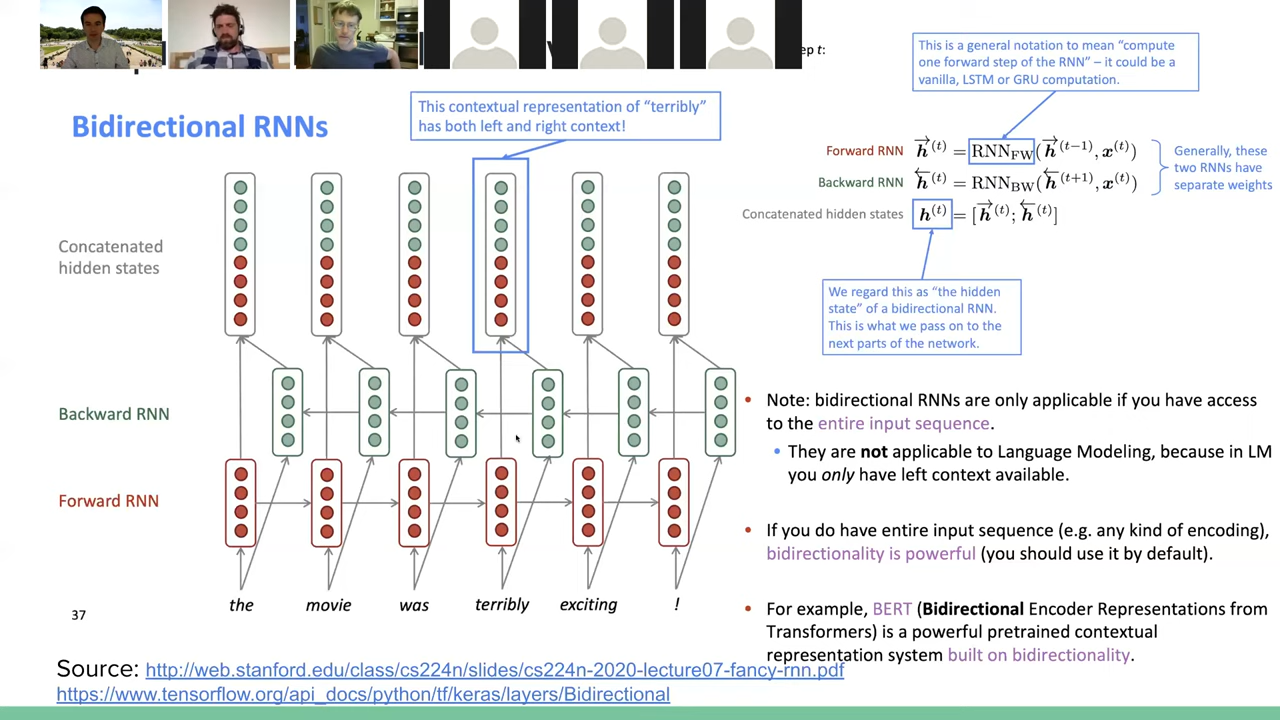 ep t:
This is a general notation to mean “compute
one forward step of the RNN” – it could be a
vanilla, LSTM or GRU computation.
Bidirectional RNNs
This contextual representation of “terribly”
has both left and right context!
Forward RNN h→(t) = RNN_FW(h→(t−1), x(t))
Backward RNN h←(t) = RNN_BW(h←(t+1), x(t))
Concatenated hidden states h(t) = [h→(t); h←(t)]
Generally, these
two RNNs have
separate weights
We regard this as “the hidden
state” of a bidirectional RNN.
This is what we pass on to the
next parts of the network.
Concatenated
hidden states
Backward RNN
Forward RNN
the movie was terribly exciting !
37
• Note: bidirectional RNNs are only applicable if you have access
to the entire input sequence.
• They are not applicable to Language Modeling, because in LM
you only have left context available.
• If you do have entire input sequence (e.g. any kind of encoding),
bidirectionality is powerful (you should use it by default).
• For example, BERT (Bidirectional Encoder Representations from
Transformers) is a powerful pretrained contextual
representation system built on bidirectionality.
Source: http://web.stanford.edu/class/cs224n/slides/cs224n-2020-lecture07-fancy-rnn.pdf
https://www.tensorflow.org/api_docs/python/tf/keras/layers/Bidirectional